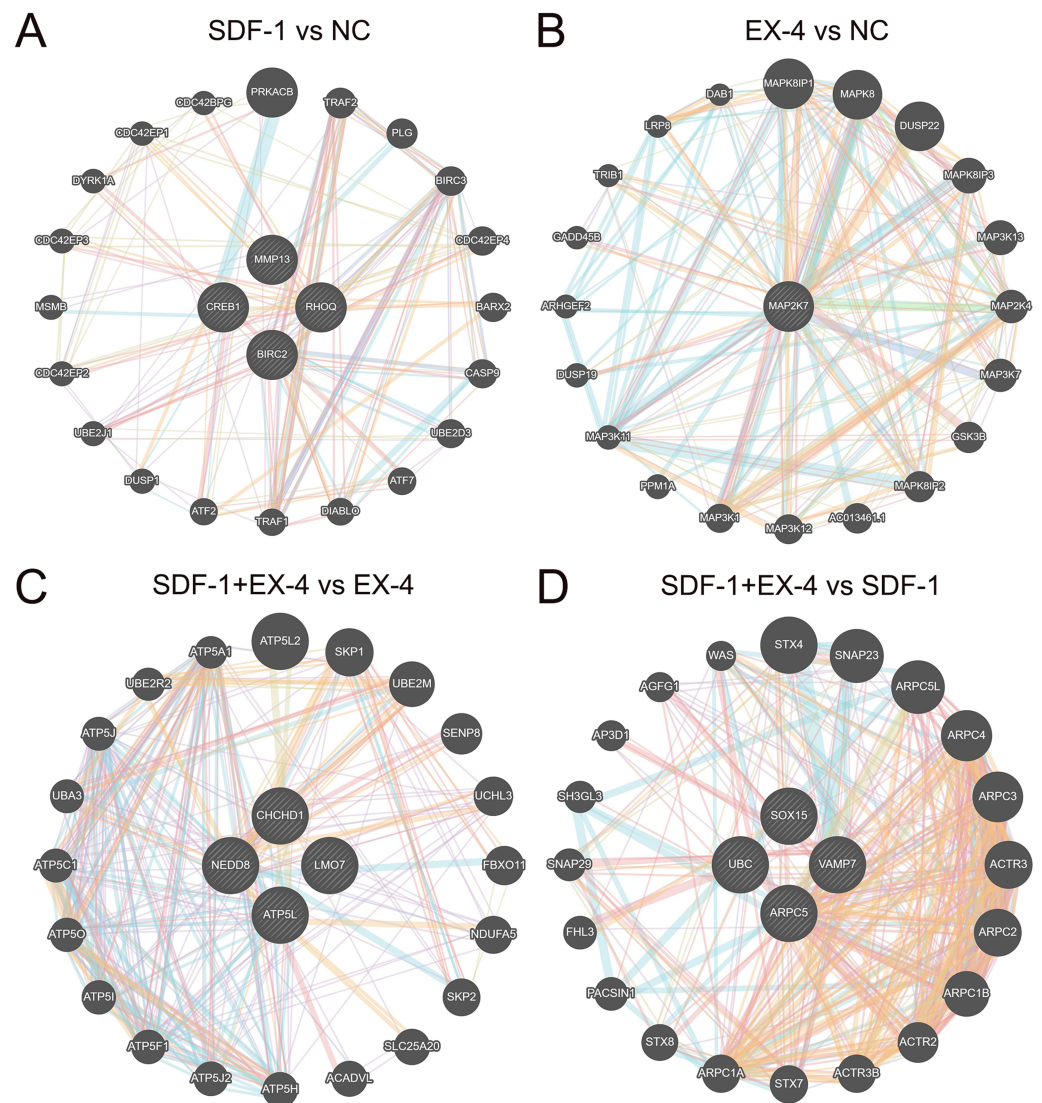 A
SDF-1 vs NC
PRKACB
TRAF2
PLG
BIRC3
CDC42EP4
BARX2
CASP9
UBE2D3
ATF7
DIABLO
TRAF1
ATF2
DUSP1
UBE2J1
CDC42EP2
MSMB
CDC42EP3
DYRK1A
CDC42EP1
CDC42BPG
MMP13
CREB1
RHOQ
BIRC2
B
EX-4 vs NC
MAPK8IP1
MAPK8
DUSP22
MAPK8IP3
MAP3K13
MAP2K4
MAP3K7
GSK3B
MAPK8IP2
AC013461.1
MAP3K12
MAP3K1
PPM1A
MAP3K11
DUSP19
ARHGEF2
GADD45B
TRIB1
LRP8
DAB1
MAP2K7
C
SDF-1+EX-4 vs EX-4
ATP5L2
SKP1
UBE2M
SENP8
UCHL3
FBXO11
NDUFA5
SKP2
SLC25A20
ACADVL
ATP5H
ATP5J2
ATP5F1
ATP5I
ATP5O
ATP5C1
UBA3
ATP5J
UBE2R2
ATP5A1
CHCHD1
NEDD8
LMO7
ATP5L
D
SDF-1+EX-4 vs SDF-1
STX4
SNAP23
ARPC5L
ARPC4
ARPC3
ACTR3
ARPC2
ARPC1B
ACTR2
ACTR3B
STX7
ARPC1A
STX8
PACSIN1
FHL3
SNAP29
SH3GL3
AP3D1
AGFG1
WAS
SOX15
UBC
VAMP7
ARPC5